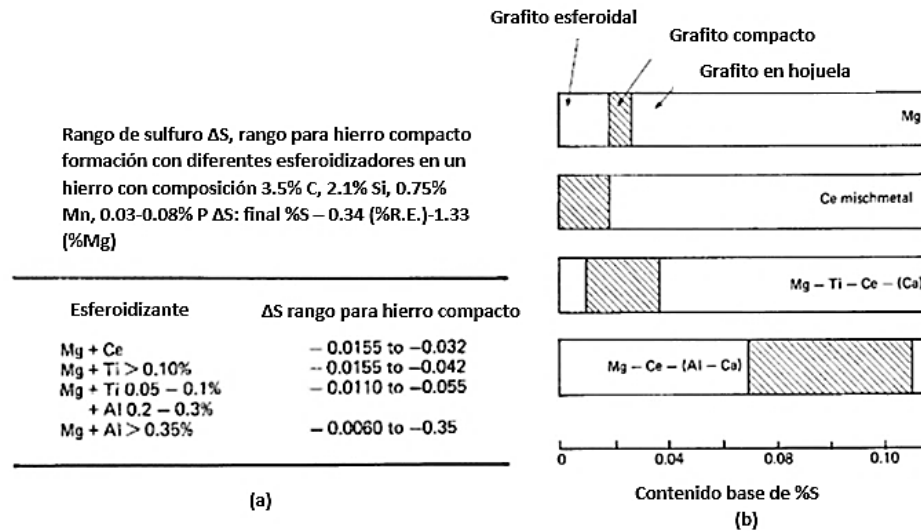 Rango de sulfuro ΔS, rango para hierro compacto
formación con diferentes esferoidizadores en un
hierro con composición 3.5% C, 2.1% Si, 0.75%
Mn, 0.03-0.08% P ΔS: final %S – 0.34 (%R.E.)-1.33
(%Mg)
Esferoidizante ΔS rango para hierro compacto
Mg + Ce – 0.0155 to –0.032
Mg + Ti > 0.10% – 0.0155 to –0.042
Mg + Ti 0.05 – 0.1% – 0.0110 to –0.055
+ Al 0.2 – 0.3%
Mg + Al > 0.35% – 0.0060 to –0.35
(a)
Grafito esferoidal
Grafito compacto
Grafito en hojuela
Mg
Ce mischmetal
Mg – Ti – Ce – (Ca)
Mg – Ce – (Al – Ca)
0 0.04 0.08 0.10
Contenido base de %S
(b)